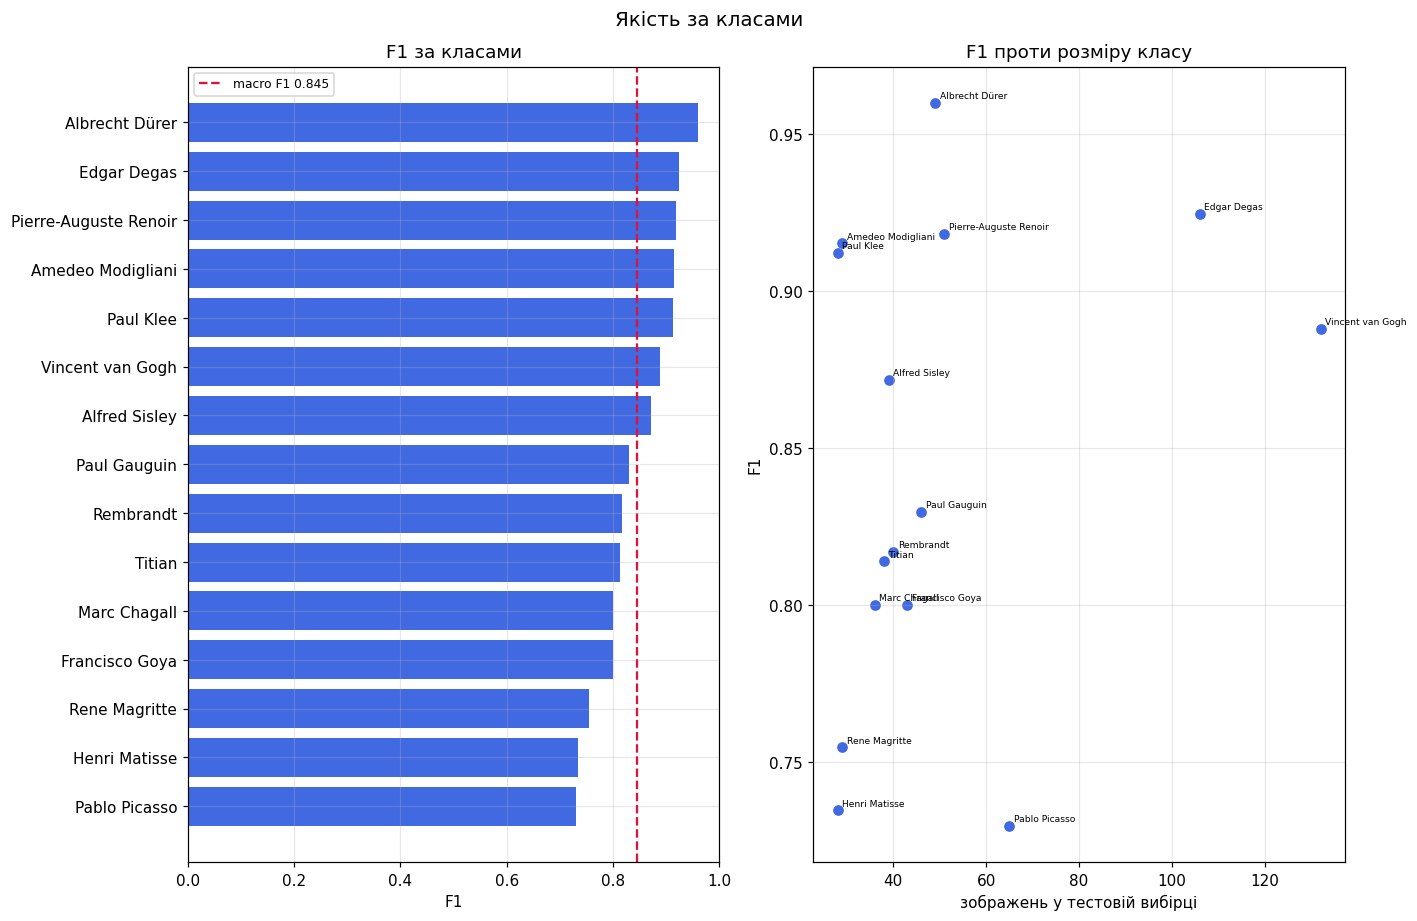 Якість за класами
F1 за класами
macro F1 0.845
Albrecht Dürer
Edgar Degas
Pierre-Auguste Renoir
Amedeo Modigliani
Paul Klee
Vincent van Gogh
Alfred Sisley
Paul Gauguin
Rembrandt
Titian
Marc Chagall
Francisco Goya
Rene Magritte
Henri Matisse
Pablo Picasso
0.0 0.2 0.4 0.6 0.8 1.0
F1
F1 проти розміру класу
F1
0.95
0.90
0.85
0.80
0.75
Albrecht Dürer
Edgar Degas
Pierre-Auguste Renoir
Amedeo Modigliani
Paul Klee
Vincent van Gogh
Alfred Sisley
Paul Gauguin
Rembrandt
Titian
Marc Chagall
Francisco Goya
Rene Magritte
Henri Matisse
Pablo Picasso
40 60 80 100 120
зображень у тестовій вибірці